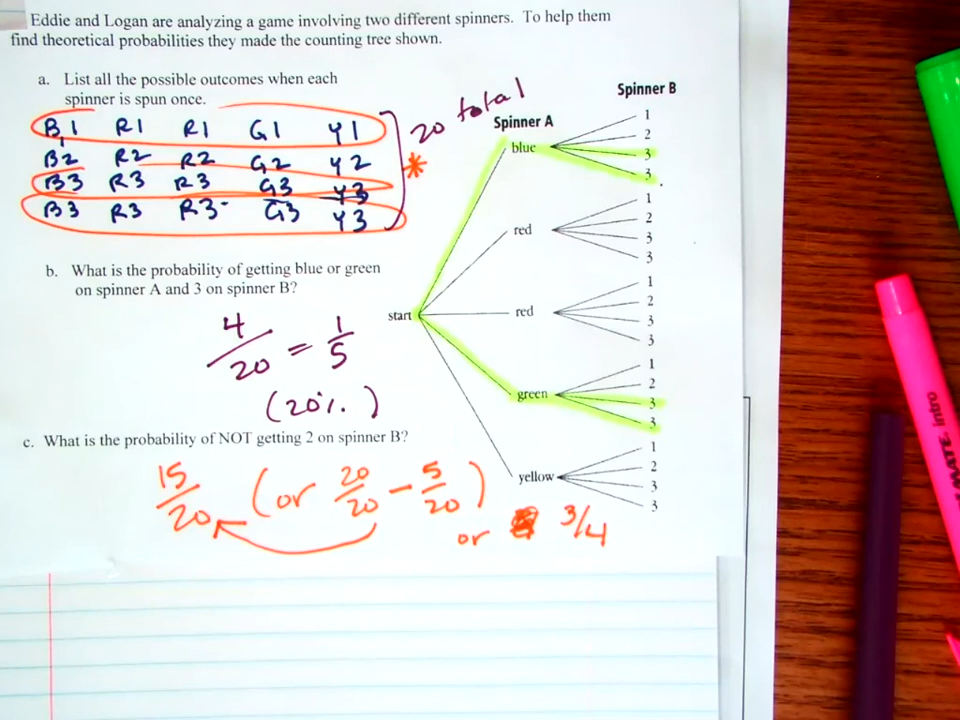 Eddie and Logan are analyzing a game involving two different spinners. To help them
find theoretical probabilities they made the counting tree shown.
a. List all the possible outcomes when each
spinner is spun once.
B1 R1 R1 G1 Y1
B2 R2 R2 G2 Y2
B3 R3 R3 G3 Y3
B3 R3 R3 G3 Y3
* 20 total
b. What is the probability of getting blue or green
on spinner A and 3 on spinner B?
4/20 = 1/5
(20%)
c. What is the probability of NOT getting 2 on spinner B?
15/20 (or 20/20 - 5/20)
or 3/4
Spinner A
Spinner B
start
blue
1
2
3
3
red
1
2
3
3
red
1
2
3
3
green
1
2
3
3
yellow
1
2
3
3
MATE. intro